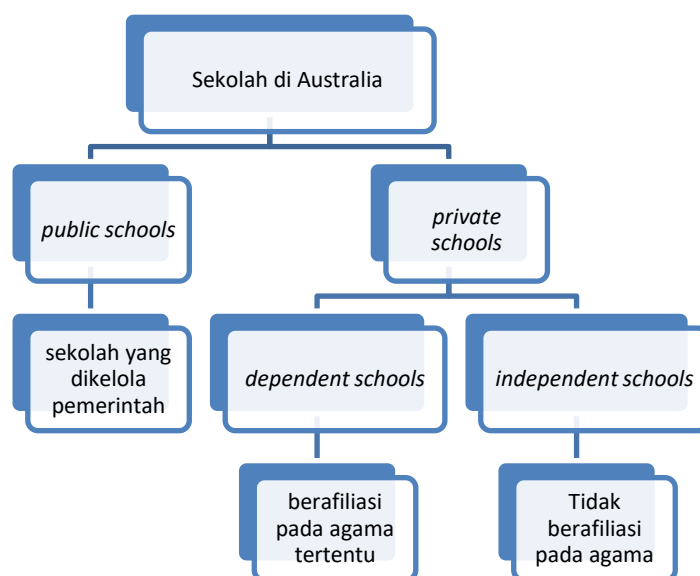 Sekolah di Australia
public schools
private
schools
sekolah yang
dikelola
pemerintah
dependent schools
independent schools
berafiliasi
pada agama
tertentu
Tidak
berafiliasi
pada agama